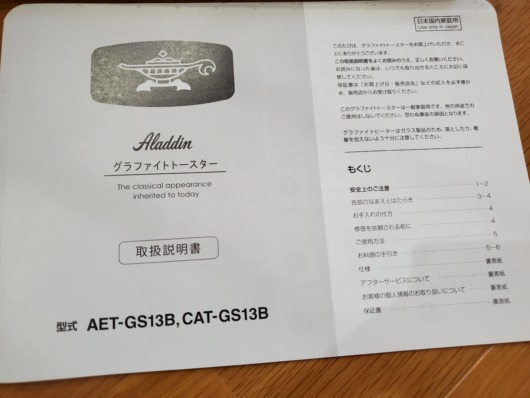 Aladdin
グラファイトトースター
The classical appearance
inherited to today
取扱説明書
型式 AET-GS13B, CAT-GS13B
日本国内家庭用
Use only in Japan
このたびは、グラファイトトースターをお買上げいただき、まこ
とにありがとうございます。
この取扱説明書をよくお読みのうえ、正しくお使いください。
お読みになった後は、いつでも取り出せるところに大切に保
管してください。
保証書は「お買上げ日・販売店名」などの記入を必ず確か
め、販売店からお受け取りください。
このグラファイトトースターは一般家庭用です。他の用途での
ご使用はしないでください。思わぬ事故の原因となります。
グラファイトヒーターはガラス製品のため、落としたり、衝
撃を加えないよう十分に注意してください。
もくじ
安全上のご注意 1~2
各部のなまえとはたらき 3~4
お手入れの仕方 4
修理を依頼される前に 4
ご使用方法 5
お料理の手引き 5~6
仕様 裏表紙
アフターサービスについて 裏表紙
お客様の個人情報のお取り扱いについて 裏表紙
保証書 裏表紙